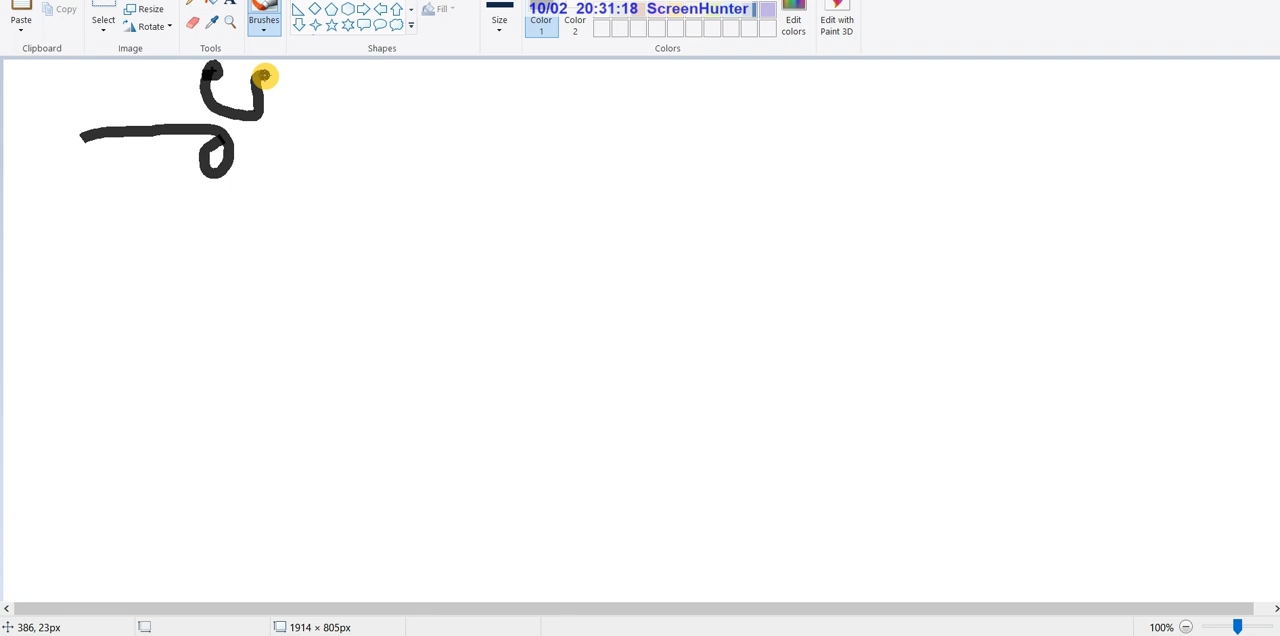 Paste
Copy
Select
Resize
Rotate
Brushes
Fill
Size
10/02 20:31:18 ScreenHunter
Color 1
Color 2
Edit colors
Edit with Paint 3D
Clipboard
Image
Tools
Shapes
Colors
386, 23px
1914 × 805px
100%